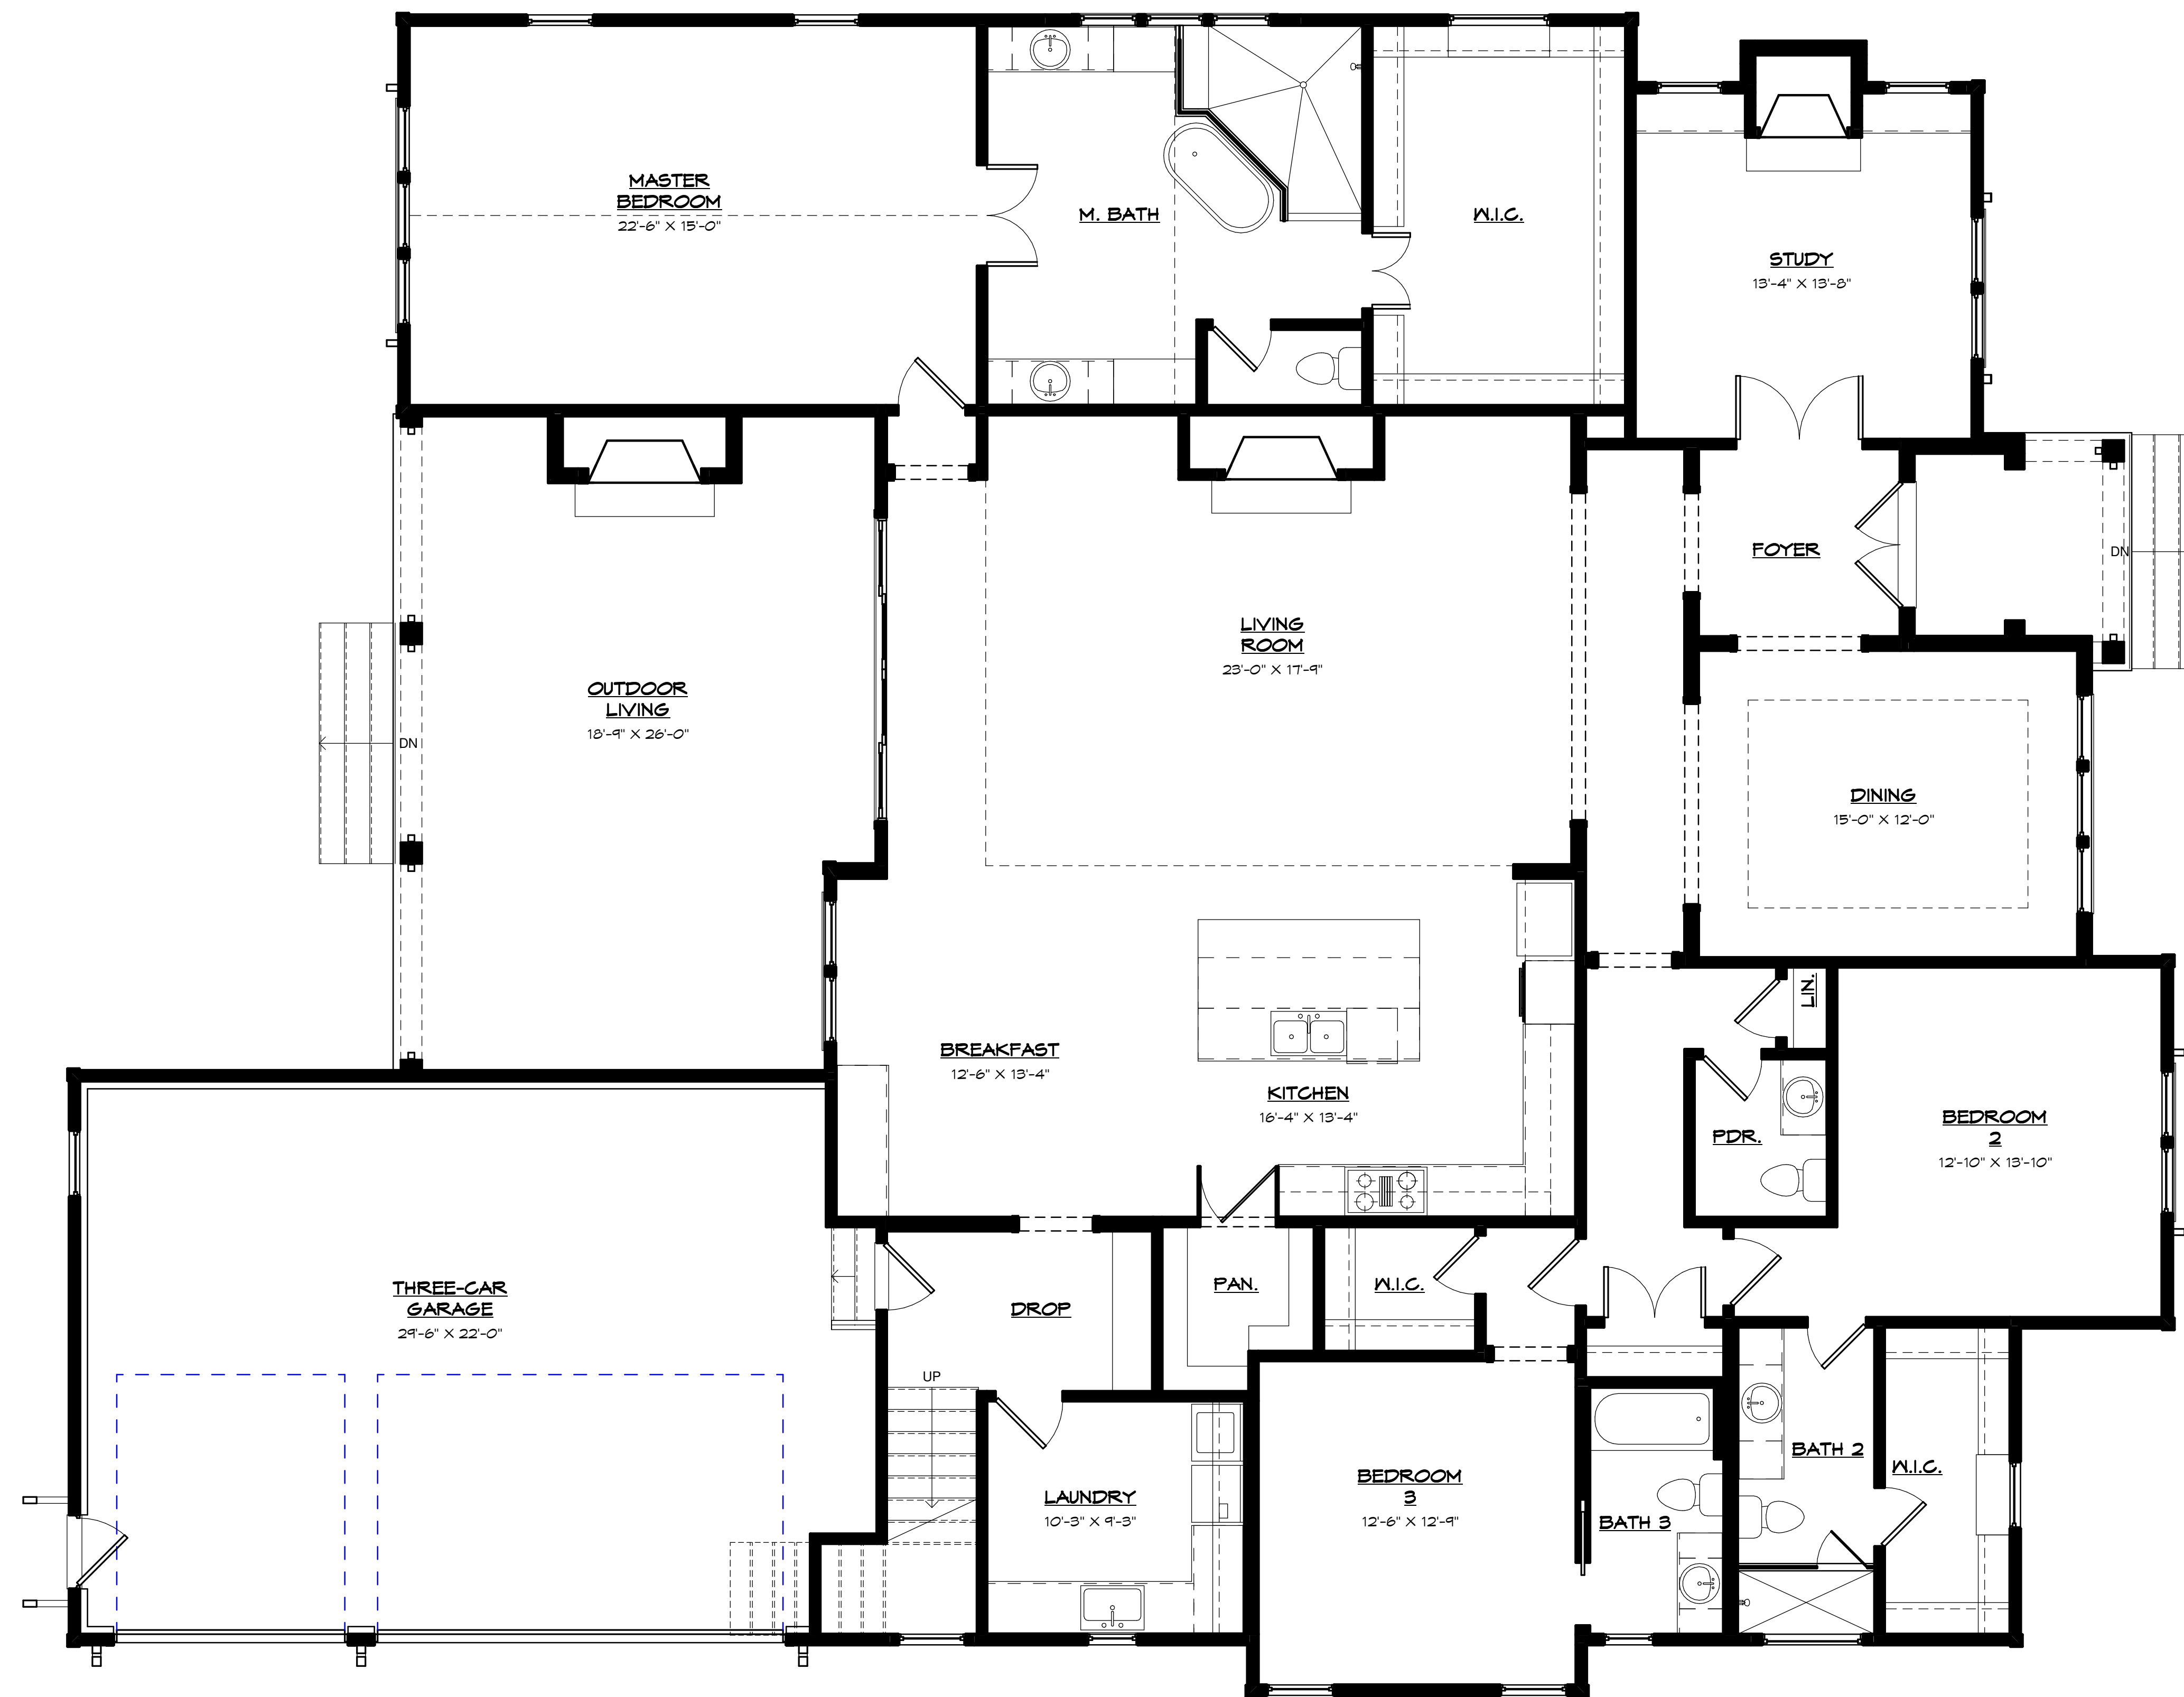 MASTER
BEDROOM
22'-6" X 15'-0"
M. BATH
W.I.C.
STUDY
13'-4" X 13'-8"
FOYER
DN
LIVING
ROOM
23'-0" X 17'-9"
OUTDOOR
LIVING
18'-9" X 26'-0"
DN
DINING
15'-0" X 12'-0"
LIN.
BREAKFAST
12'-6" X 13'-4"
KITCHEN
16'-4" X 13'-4"
PDR.
BEDROOM
2
12'-10" X 13'-10"
THREE-CAR
GARAGE
29'-6" X 22'-0"
DROP
PAN.
W.I.C.
UP
LAUNDRY
10'-3" X 9'-3"
BEDROOM
3
12'-6" X 12'-9"
BATH 3
BATH 2
W.I.C.